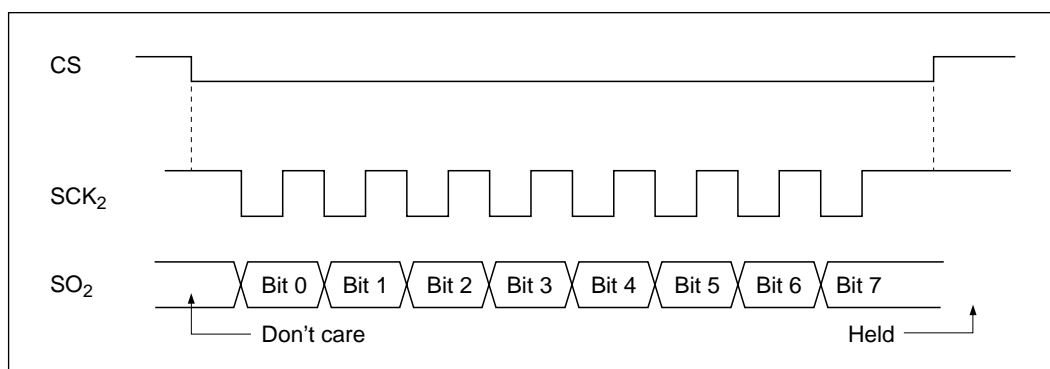 CS
SCK₂
SO₂ Bit 0 Bit 1 Bit 2 Bit 3 Bit 4 Bit 5 Bit 6 Bit 7
Don't care Held